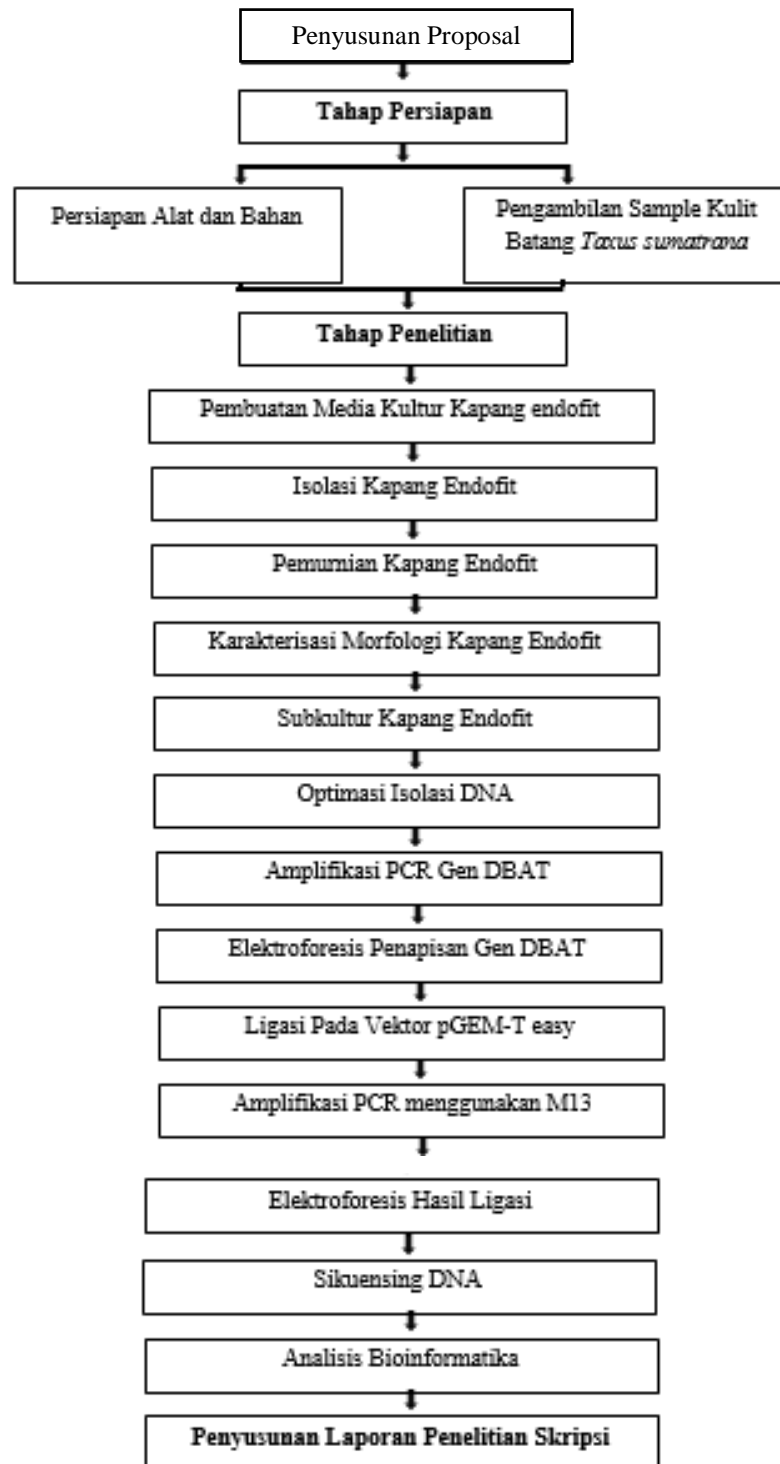 Penyusunan Proposal
Tahap Persiapan
Persiapan Alat dan Bahan
Pengambilan Sample Kulit
Batang Taxus sumatrana
Tahap Penelitian
Pembuatan Media Kultur Kapang endofit
Isolasi Kapang Endofit
Pemurnian Kapang Endofit
Karakterisasi Morfologi Kapang Endofit
Subkultur Kapang Endofit
Optimasi Isolasi DNA
Amplifikasi PCR Gen DBAT
Elektroforesis Penapisan Gen DBAT
Ligasi Pada Vektor pGEM-T easy
Amplifikasi PCR menggunakan M13
Elektroforesis Hasil Ligasi
Sikuensing DNA
Analisis Bioinformatika
Penyusunan Laporan Penelitian Skripsi